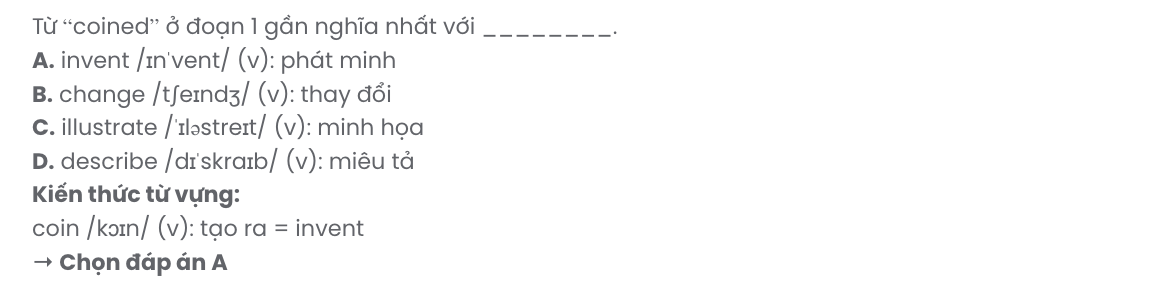 Từ “coined” ở đoạn 1 gần nghĩa nhất với ________.
A. invent /ɪnˈvent/ (v): phát minh
B. change /tʃeɪndʒ/ (v): thay đổi
C. illustrate /ˈɪləstreɪt/ (v): minh họa
D. describe /dɪˈskraɪb/ (v): miêu tả
Kiến thức từ vựng:
coin /kɔɪn/ (v): tạo ra = invent
→ Chọn đáp án A